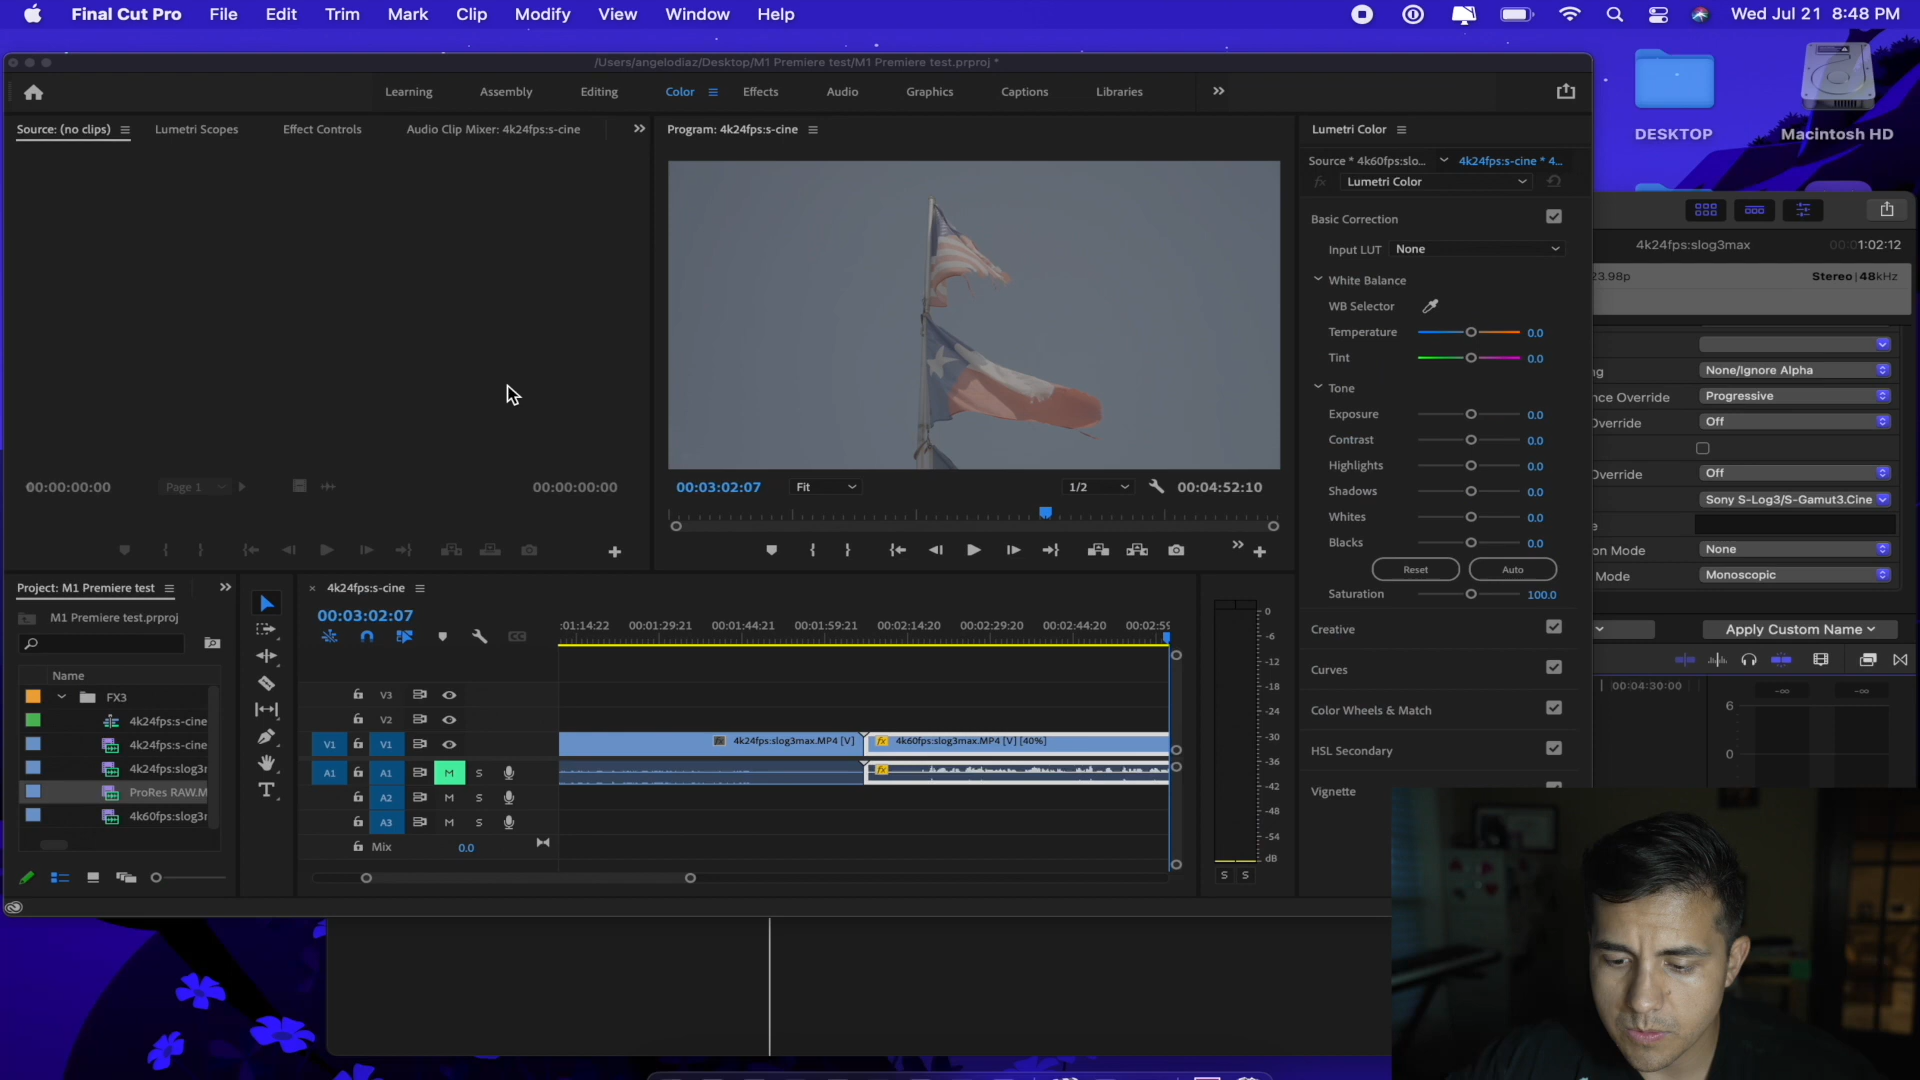 Final Cut Pro File Edit Trim Mark Clip Modify View Window Help Wed Jul 21 8:48 PM
/Users/angelodiaz/Desktop/M1 Premiere test/M1 Premiere test.prproj *
Learning Assembly Editing Color Effects Audio Graphics Captions Libraries
DESKTOP Macintosh HD
Source: (no clips) Lumetri Scopes Effect Controls Audio Clip Mixer: 4k24fps:s-cine
Program: 4k24fps:s-cine
Lumetri Color
Source * 4k60fps:slo... 4k24fps:s-cine * 4...
fx Lumetri Color
Basic Correction
Input LUT None
White Balance
WB Selector
Temperature 0.0
Tint 0.0
Tone
Exposure 0.0
Contrast 0.0
Highlights 0.0
Shadows 0.0
Whites 0.0
Blacks 0.0
Reset Auto
Saturation 100.0
Creative
Curves
Color Wheels & Match
HSL Secondary
Vignette
4k24fps:slog3max 00:01:02:12
23.98p Stereo | 48kHz
ng None/Ignore Alpha
nce Override Progressive
Override Off
Override Off
Sony S-Log3/S-Gamut3.Cine
e
on Mode None
Mode Monoscopic
Apply Custom Name
00:04:30:00
-∞ -∞
6
0
00:00:00:00 Page 1 00:00:00:00
00:03:02:07 Fit 1/2 00:04:52:10
Project: M1 Premiere test
M1 Premiere test.prproj
Name
FX3
4k24fps:s-cine
4k24fps:s-cine
4k24fps:slog3r
ProRes RAW.M
4k60fps:slog3r
4k24fps:s-cine
00:03:02:07
:01:14:22 00:01:29:21 00:01:44:21 00:01:59:21 00:02:14:20 00:02:29:20 00:02:44:20 00:02:59
V3
V2
V1 V1 fx 4k24fps:slog3max.MP4 [V] fx 4k60fps:slog3max.MP4 [V] [40%]
A1 A1 M S fx
A2 M S
A3 M S
Mix 0.0
T
0
-6
-12
-18
-24
-30
-36
-42
-48
-54
dB
S S